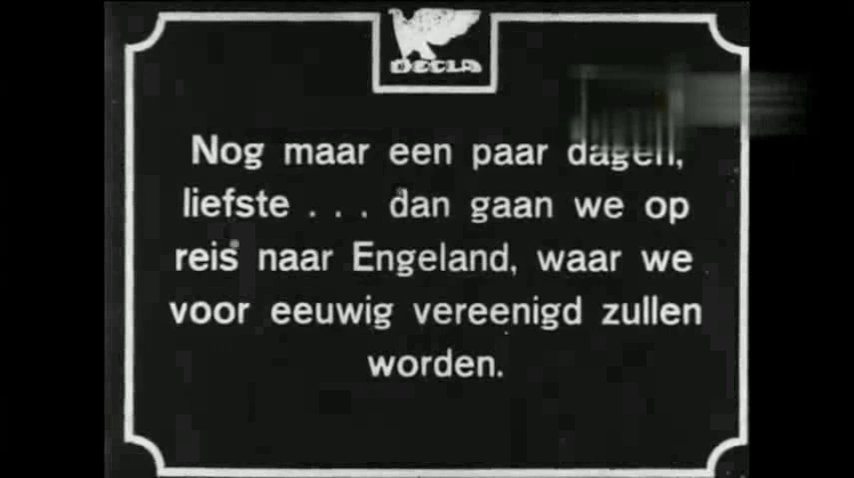 DECLA
Nog maar een paar dagen,
liefste . . . dan gaan we op
reis naar Engeland, waar we
voor eeuwig vereenigd zullen
worden.